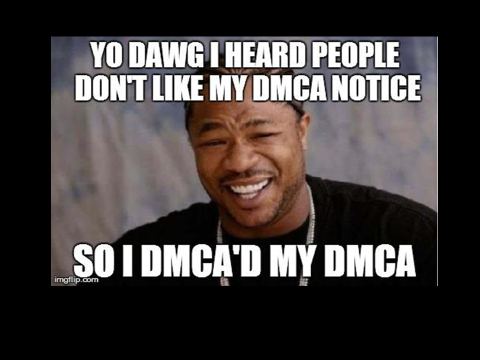 YO DAWG I HEARD PEOPLE
DON'T LIKE MY DMCA NOTICE
SO I DMCA'D MY DMCA
imgflip.com